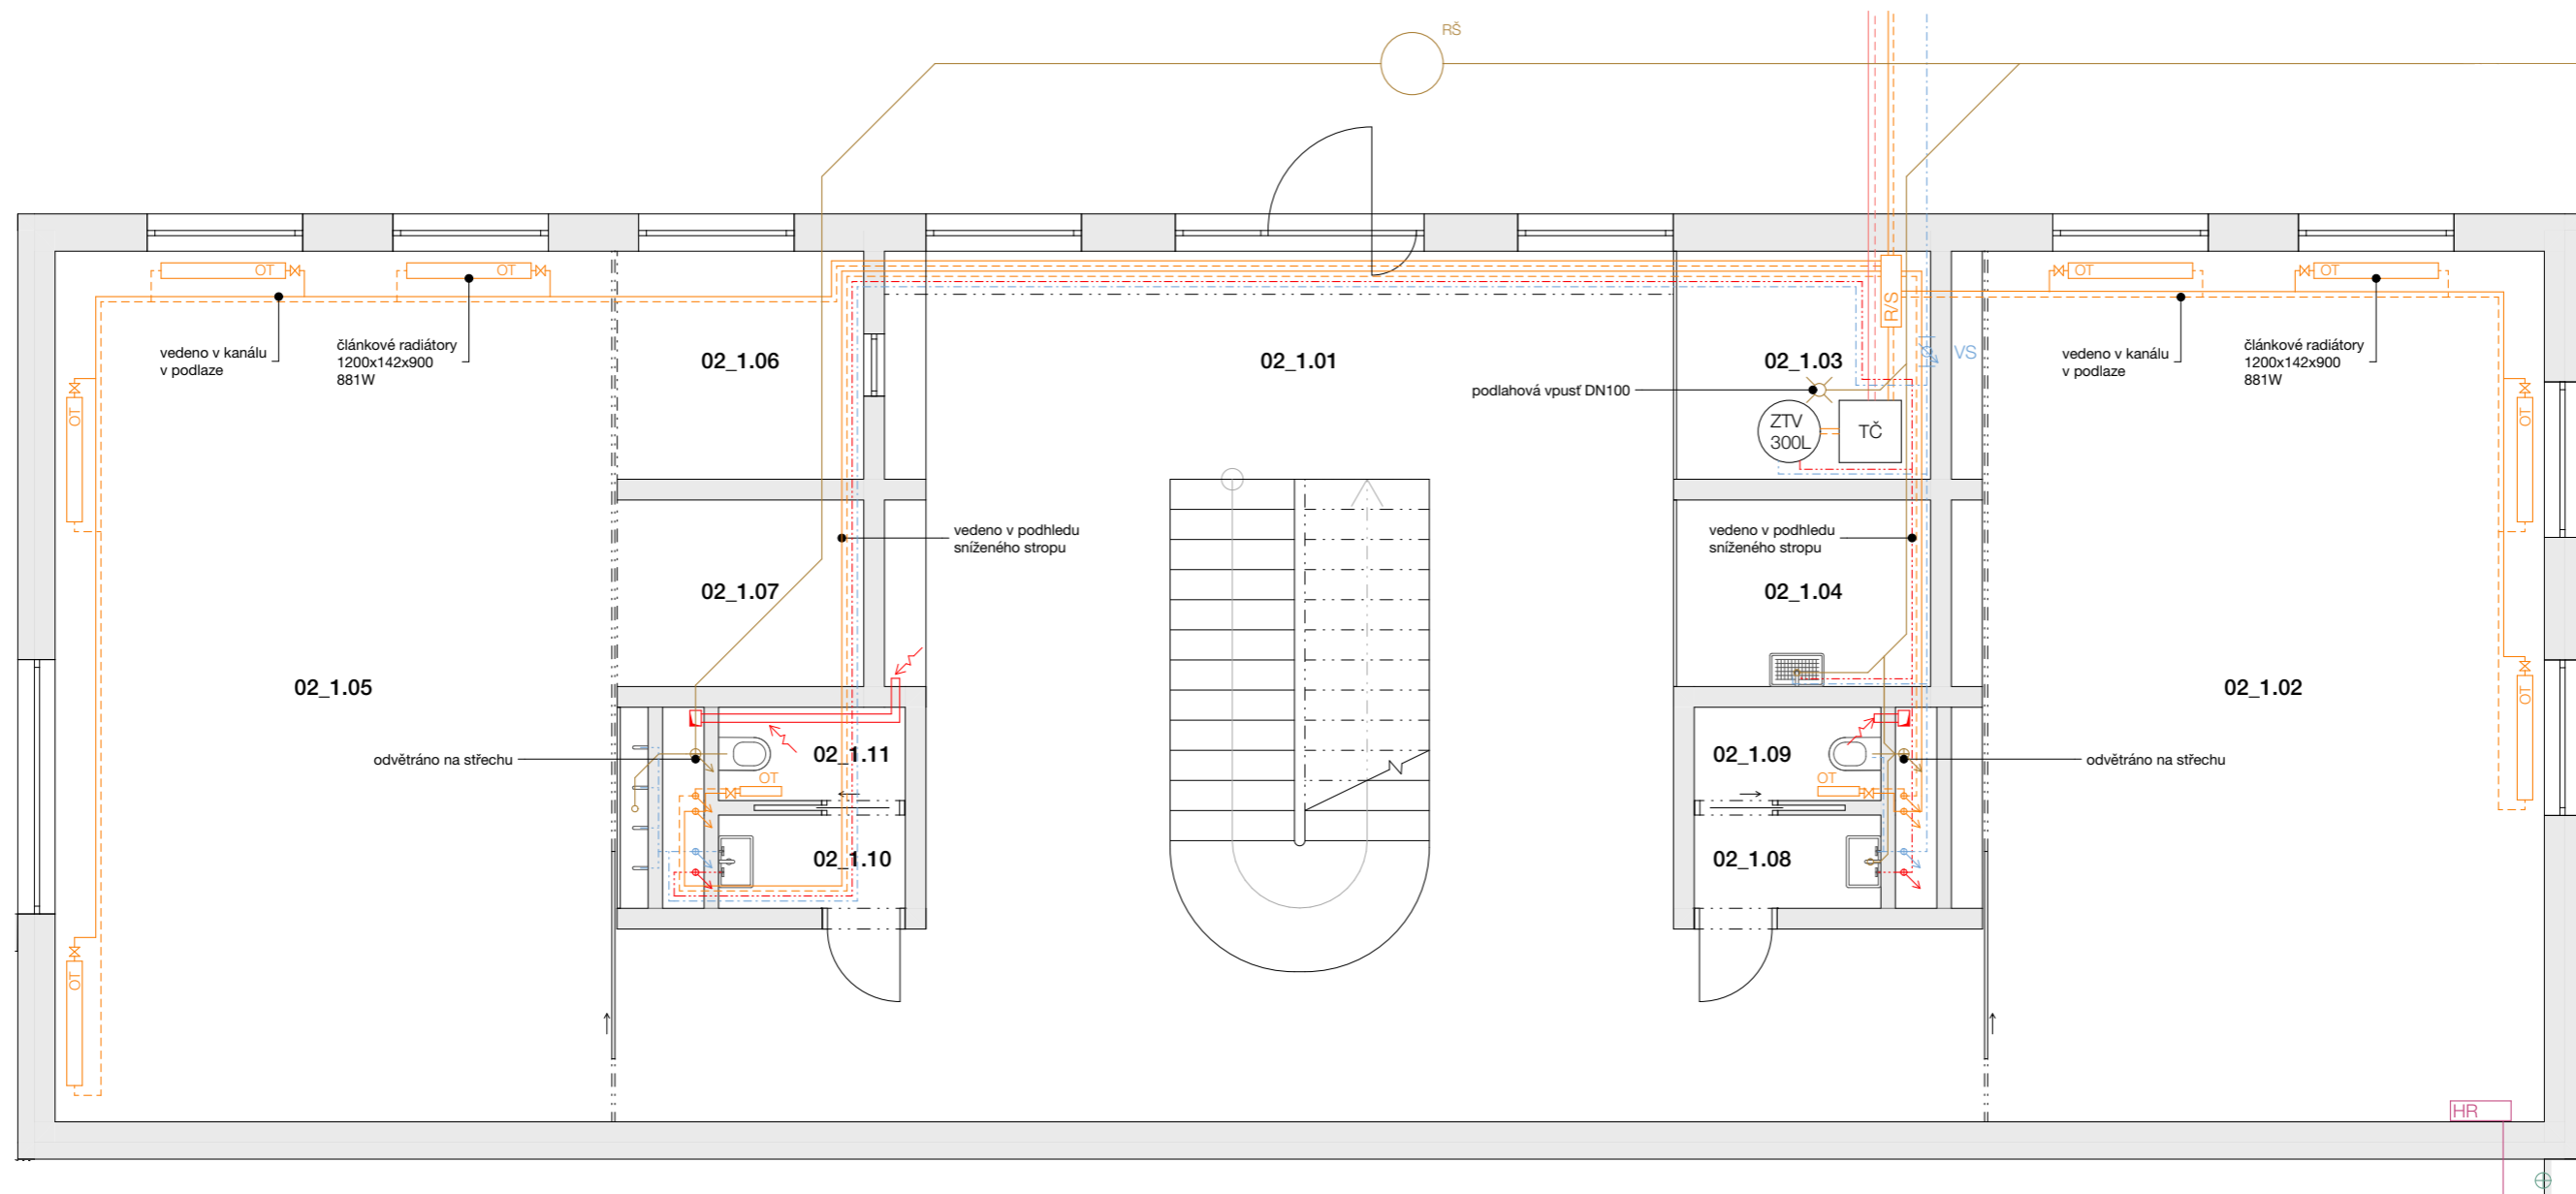 RŠ
OT
OT
OT
OT
vedeno v kanálu
v podlaze
článkové radiátory
1200x142x900
881W
02_1.06
02_1.01
02_1.03
R/S
VS
vedeno v kanálu
v podlaze
článkové radiátory
1200x142x900
881W
podlahová vpusť DN100
OT
OT
ZTV
300L
TČ
vedeno v podhledu
sníženého stropu
vedeno v podhledu
sníženého stropu
02_1.07
02_1.04
02_1.05
02_1.02
OT
odvětráno na střechu
02_1.11
OT
02_1.09
OT
odvětráno na střechu
02_1.10
02_1.08
OT
HR